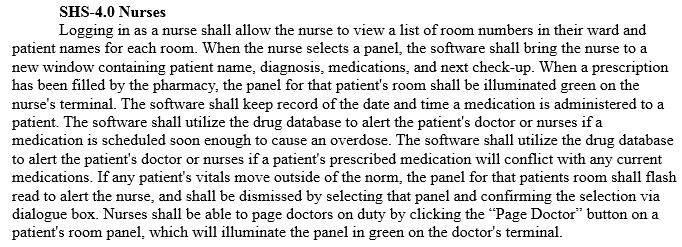 SHS-4.0 Nurses
Logging in as a nurse shall allow the nurse to view a list of room numbers in their ward and
patient names for each room. When the nurse selects a panel, the software shall bring the nurse to a
new window containing patient name, diagnosis, medications, and next check-up. When a prescription
has been filled by the pharmacy, the panel for that patient's room shall be illuminated green on the
nurse's terminal. The software shall keep record of the date and time a medication is administered to a
patient. The software shall utilize the drug database to alert the patient's doctor or nurses if a
medication is scheduled soon enough to cause an overdose. The software shall utilize the drug database
to alert the patient's doctor or nurses if a patient's prescribed medication will conflict with any current
medications. If any patient's vitals move outside of the norm, the panel for that patients room shall flash
read to alert the nurse, and shall be dismissed by selecting that panel and confirming the selection via
dialogue box. Nurses shall be able to page doctors on duty by clicking the “Page Doctor” button on a
patient's room panel, which will illuminate the panel in green on the doctor's terminal.